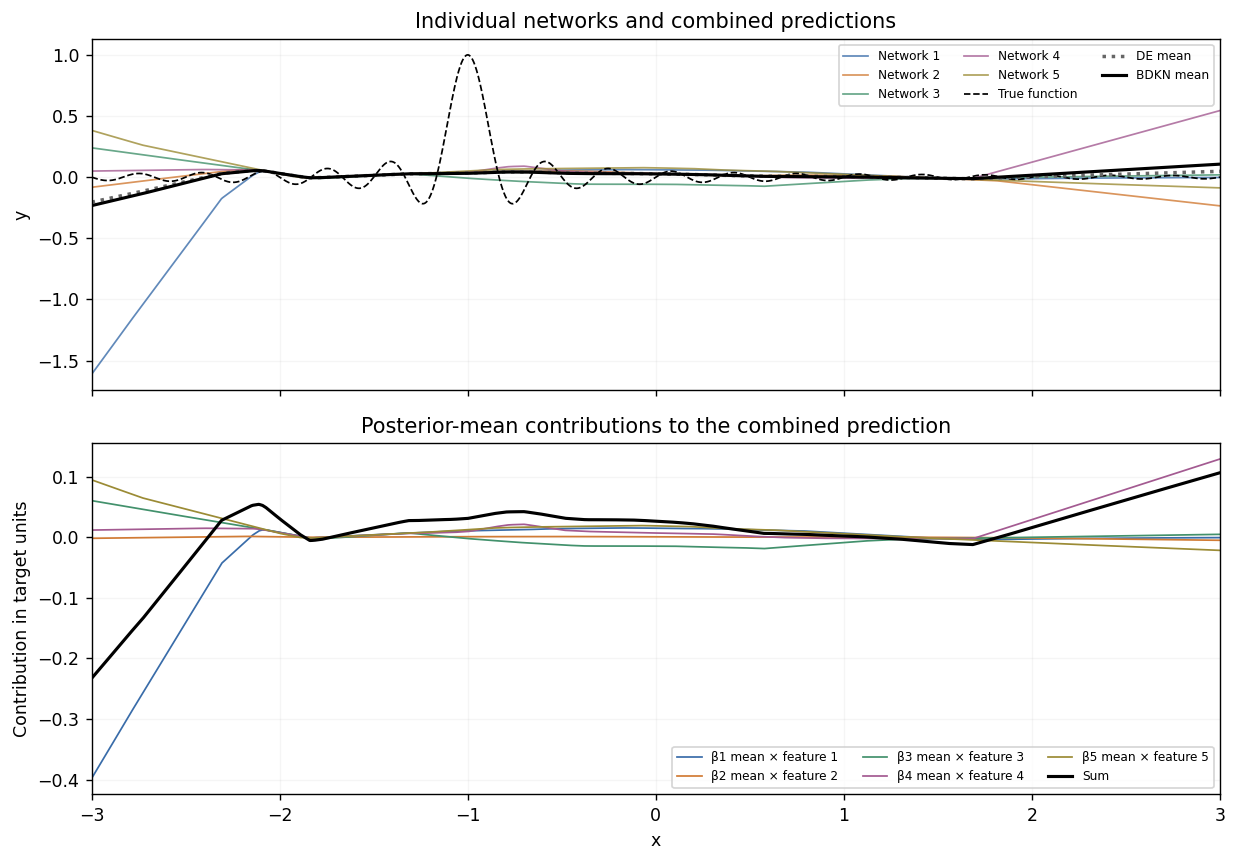 Individual networks and combined predictions
Network 1 Network 4 DE mean
Network 2 Network 5 BDKN mean
Network 3 True function
1.0
0.5
0.0
−0.5
−1.0
−1.5
y
Posterior-mean contributions to the combined prediction
0.1
0.0
−0.1
−0.2
−0.3
−0.4
Contribution in target units
β1 mean × feature 1 β3 mean × feature 3 β5 mean × feature 5
β2 mean × feature 2 β4 mean × feature 4 Sum
−3 −2 −1 0 1 2 3
x